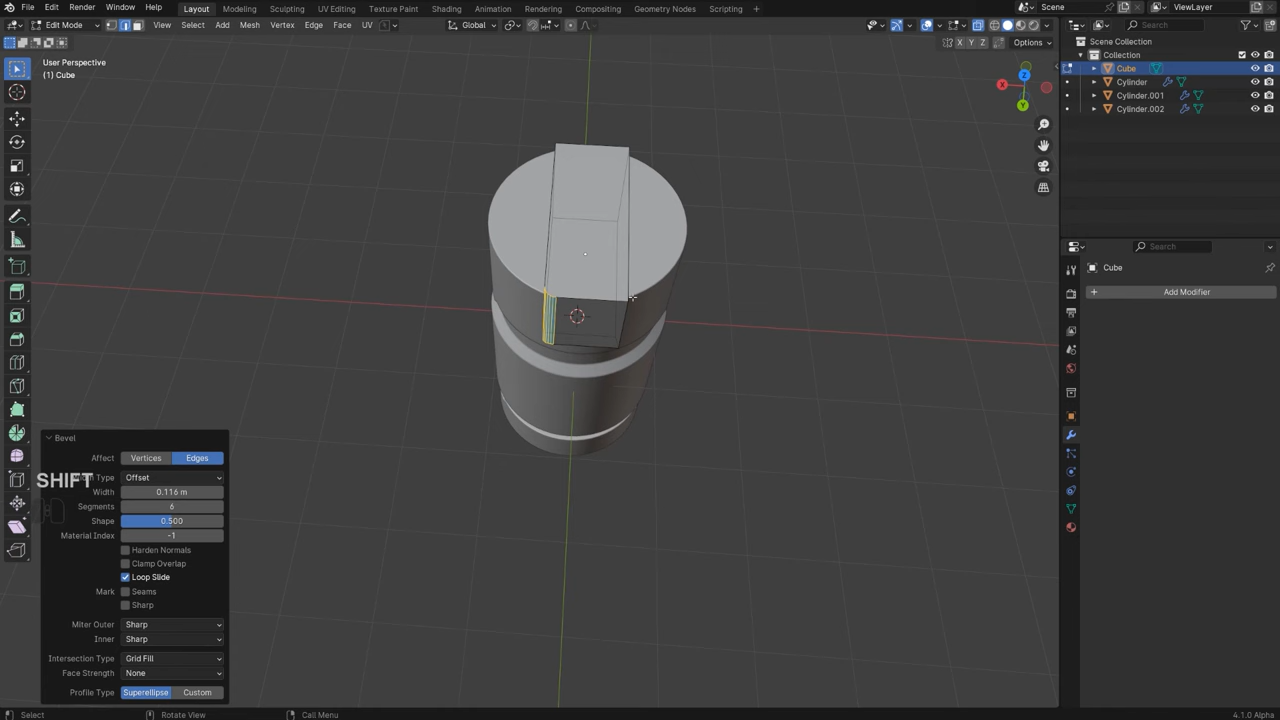 File Edit Render Window Help Layout Modeling Sculpting UV Editing Texture Paint Shading Animation Rendering Compositing Geometry Nodes Scripting + Scene ViewLayer
Edit Mode View Select Add Mesh Vertex Edge Face UV Global Search
X Y Z Options
User Perspective
(1) Cube
Scene Collection
Collection
Cube
Cylinder
Cylinder.001
Cylinder.002
Z
X
Y
Search
Cube
+ Add Modifier
Bevel
Affect Vertices Edges
SHIFT
Offset
Width 0.116 m
Segments 6
Shape 0.500
Material Index -1
Harden Normals
Clamp Overlap
Loop Slide
Mark Seams
Sharp
Miter Outer Sharp
Inner Sharp
Intersection Type Grid Fill
Face Strength None
Profile Type Superellipse Custom
Select Rotate View Call Menu 4.1.0 Alpha